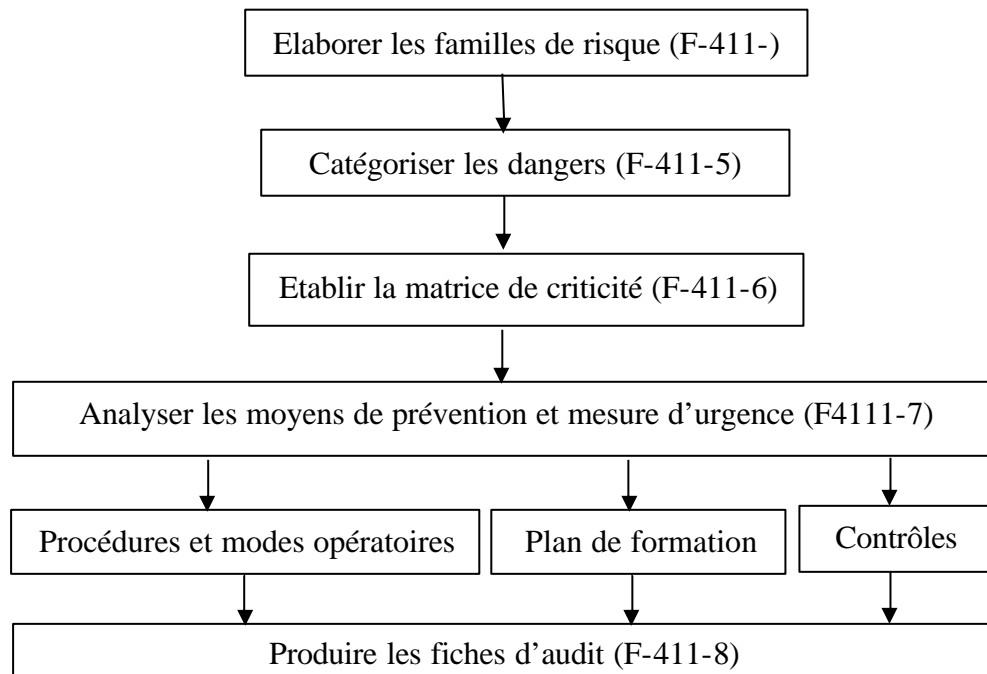 Elaborer les familles de risque (F-411-)
Catégoriser les dangers (F-411-5)
Etablir la matrice de criticité (F-411-6)
Analyser les moyens de prévention et mesure d’urgence (F4111-7)
Procédures et modes opératoires
Plan de formation
Contrôles
Produire les fiches d’audit (F-411-8)